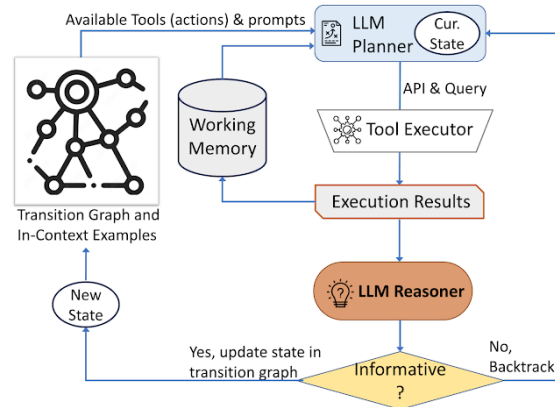 Available Tools (actions) & prompts
LLM
Planner
Cur.
State
API & Query
Working
Memory
Tool Executor
Execution Results
Transition Graph and
In-Context Examples
LLM Reasoner
New
State
Yes, update state in
transition graph
Informative
?
No,
Backtrack